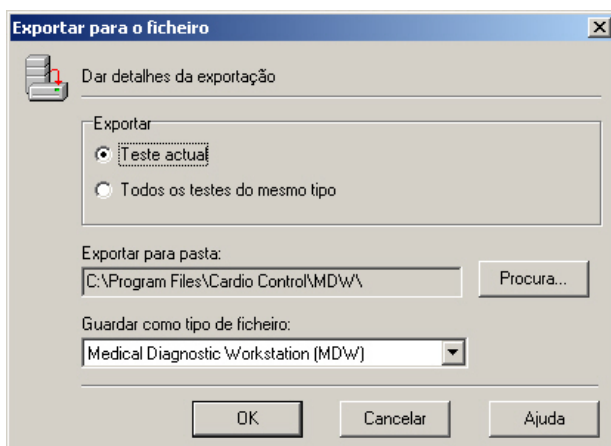 Exportar para o ficheiro
Dar detalhes da exportação
Exportar
Teste actual
Todos os testes do mesmo tipo
Exportar para pasta:
C:\Program Files\Cardio Control\MDW\
Procura...
Guardar como tipo de ficheiro:
Medical Diagnostic Workstation (MDW)
OK Cancelar Ajuda